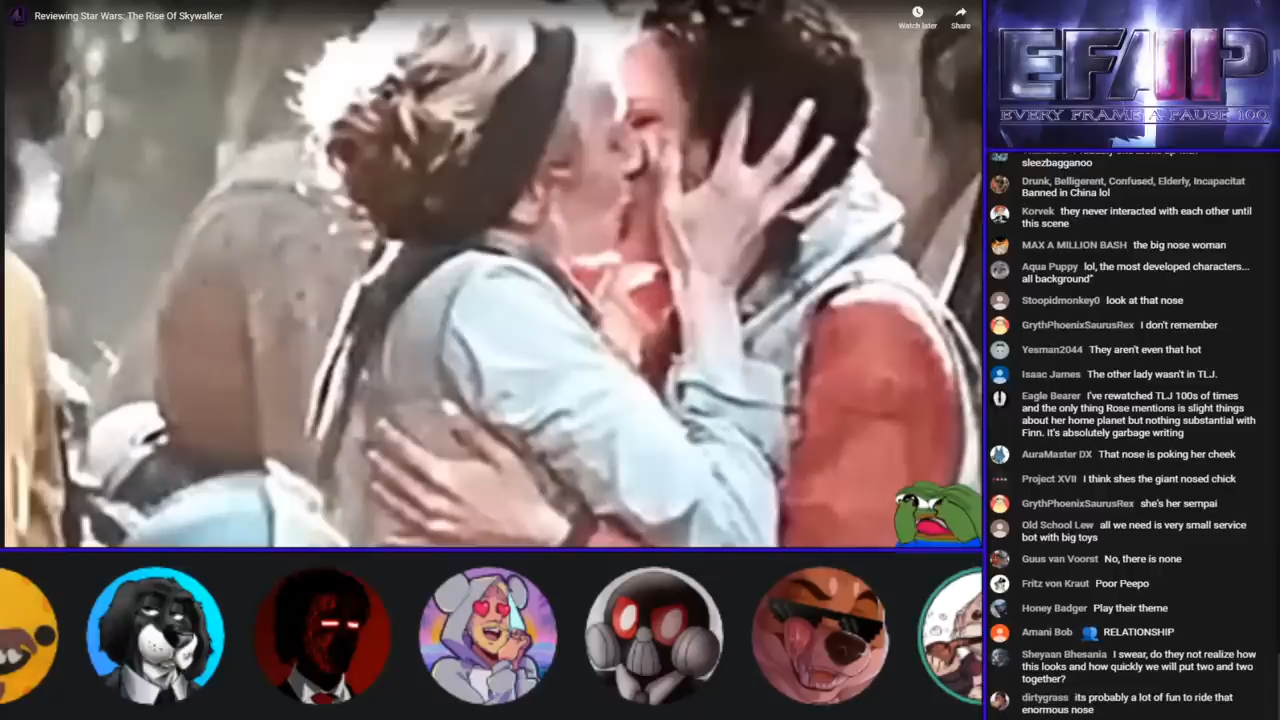 Reviewing Star Wars: The Rise Of Skywalker
Watch later
Share
EFAP
EVERY FRAME A PAUSE 100
sleezbagganoo
Drunk, Belligerent, Confused, Elderly, Incapacitat
Banned in China lol
Korvek they never interacted with each other until
this scene
MAX A MILLION BASH the big nose woman
Aqua Puppy lol, the most developed characters...
all background"
Stoopidmonkey0 look at that nose
GrythPhoenixSaurusRex I don't remember
Yesman2044 They aren't even that hot
Isaac James The other lady wasn't in TLJ.
Eagle Bearer I've rewatched TLJ 100s of times
and the only thing Rose mentions is slight things
about her home planet but nothing substantial with
Finn. It's absolutely garbage writing
AuraMaster DX That nose is poking her cheek
Project XVII I think shes the giant nosed chick
GrythPhoenixSaurusRex she's her sempai
Old School Lew all we need is very small service
bot with big toys
Guus van Voorst No, there is none
Fritz von Kraut Poor Peepo
Honey Badger Play their theme
Amani Bob RELATIONSHIP
Sheyaan Bhesania I swear, do they not realize how
this looks and how quickly we will put two and two
together?
dirtygrass its probably a lot of fun to ride that
enormous nose